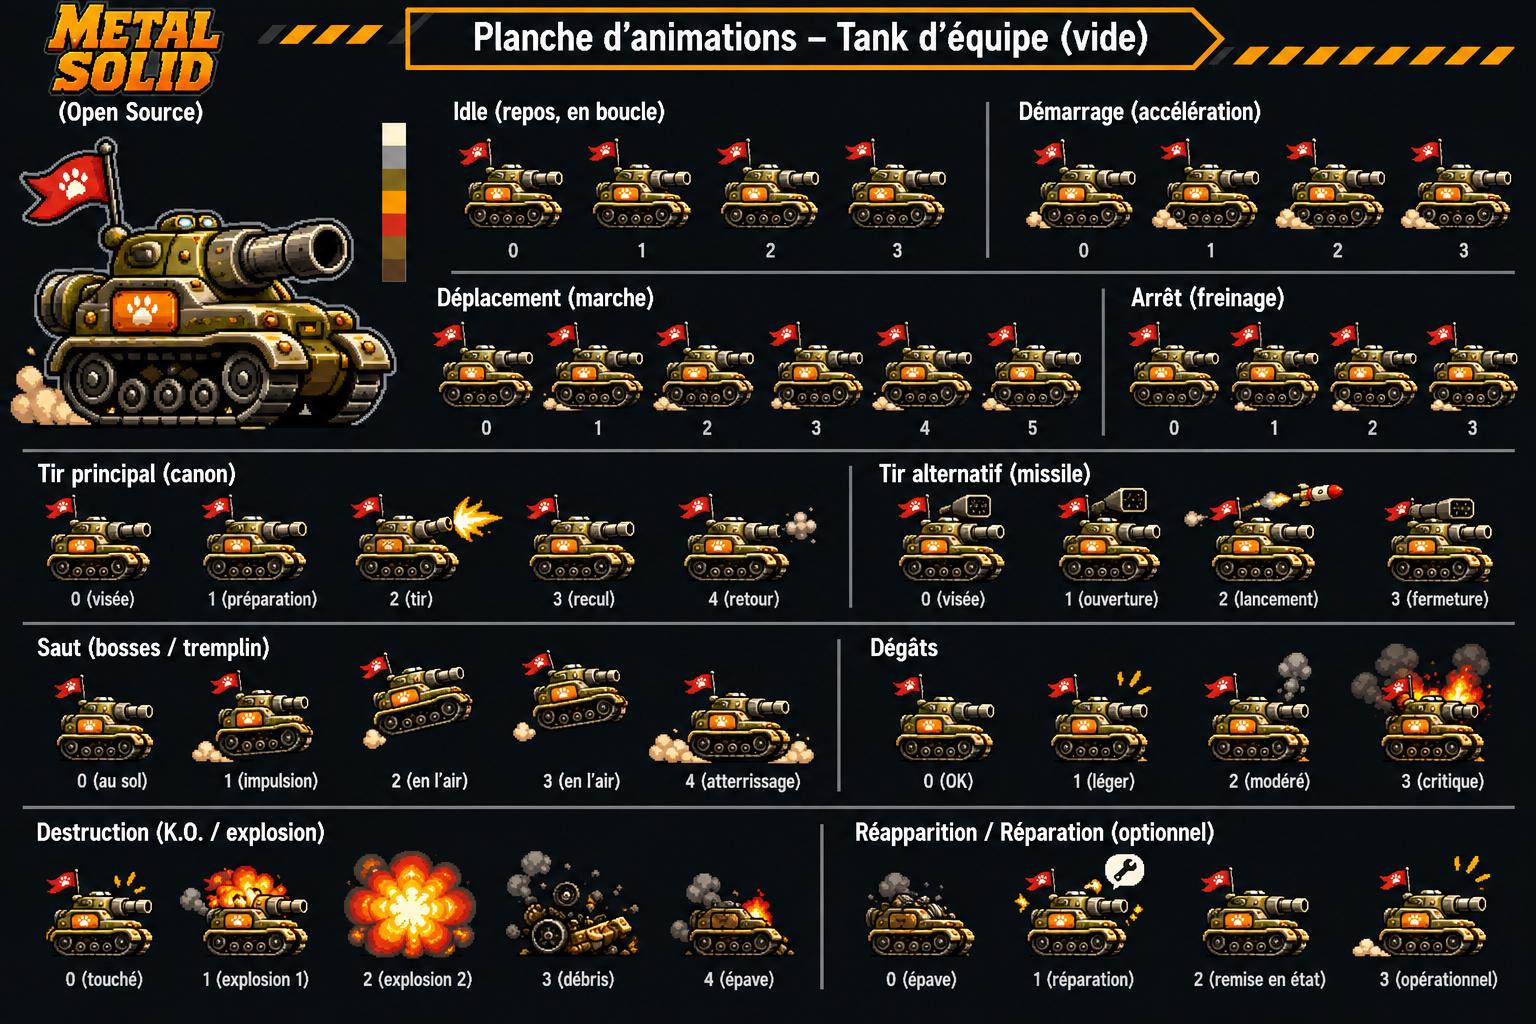 METAL
SOLID
(Open Source)
Planche d'animations – Tank d'équipe (vide)
Idle (repos, en boucle)
0 1 2 3
Démarrage (accélération)
0 1 2 3
Déplacement (marche)
0 1 2 3 4 5
Arrêt (freinage)
0 1 2 3
Tir principal (canon)
0 (visée) 1 (préparation) 2 (tir) 3 (recul) 4 (retour)
Tir alternatif (missile)
0 (visée) 1 (ouverture) 2 (lancement) 3 (fermeture)
Saut (bosses / tremplin)
0 (au sol) 1 (impulsion) 2 (en l'air) 3 (en l'air) 4 (atterrissage)
Dégâts
0 (OK) 1 (léger) 2 (modéré) 3 (critique)
Destruction (K.O. / explosion)
0 (touché) 1 (explosion 1) 2 (explosion 2) 3 (débris) 4 (épave)
Réapparition / Réparation (optionnel)
0 (épave) 1 (réparation) 2 (remise en état) 3 (opérationnel)